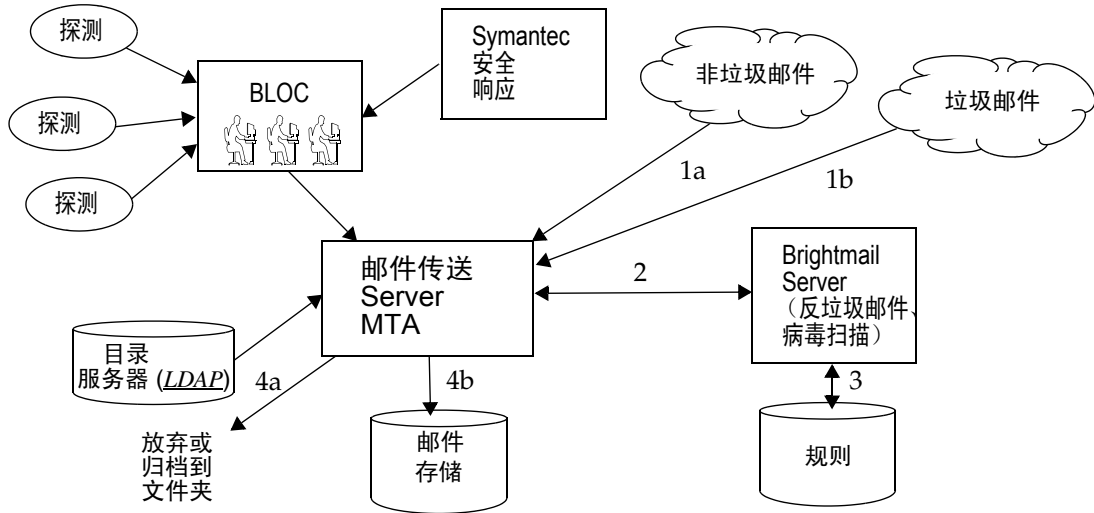 探测
探测
探测
BLOC
Symantec
安全
响应
非垃圾邮件
垃圾邮件
1a
1b
邮件传送
Server
MTA
2
Brightmail
Server
（反垃圾邮件、
病毒扫描）
目录
服务器 (LDAP)
4a
4b
3
放弃或
归档到
文件夹
邮件
存储
规则